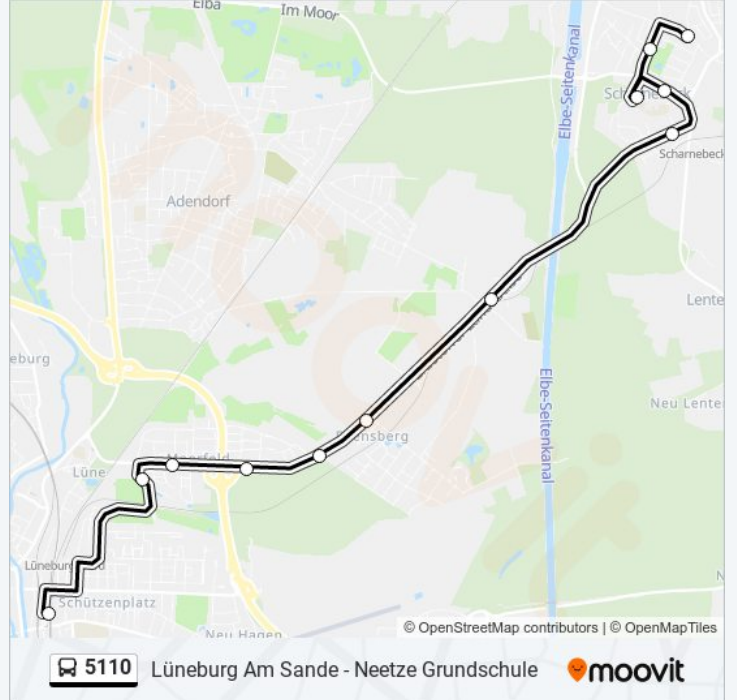 Elba
Im Moor
Elbe-Seitenkanal
Scharnebeck
Adendorf
Lente
eburg
Elbe-Seitenkanal
Neu Lente
Lüne
Schützenplatz
Neu Hagen
© OpenStreetMap contributors | © OpenMapTiles
5110 Lüneburg Am Sande - Neetze Grundschule moovit